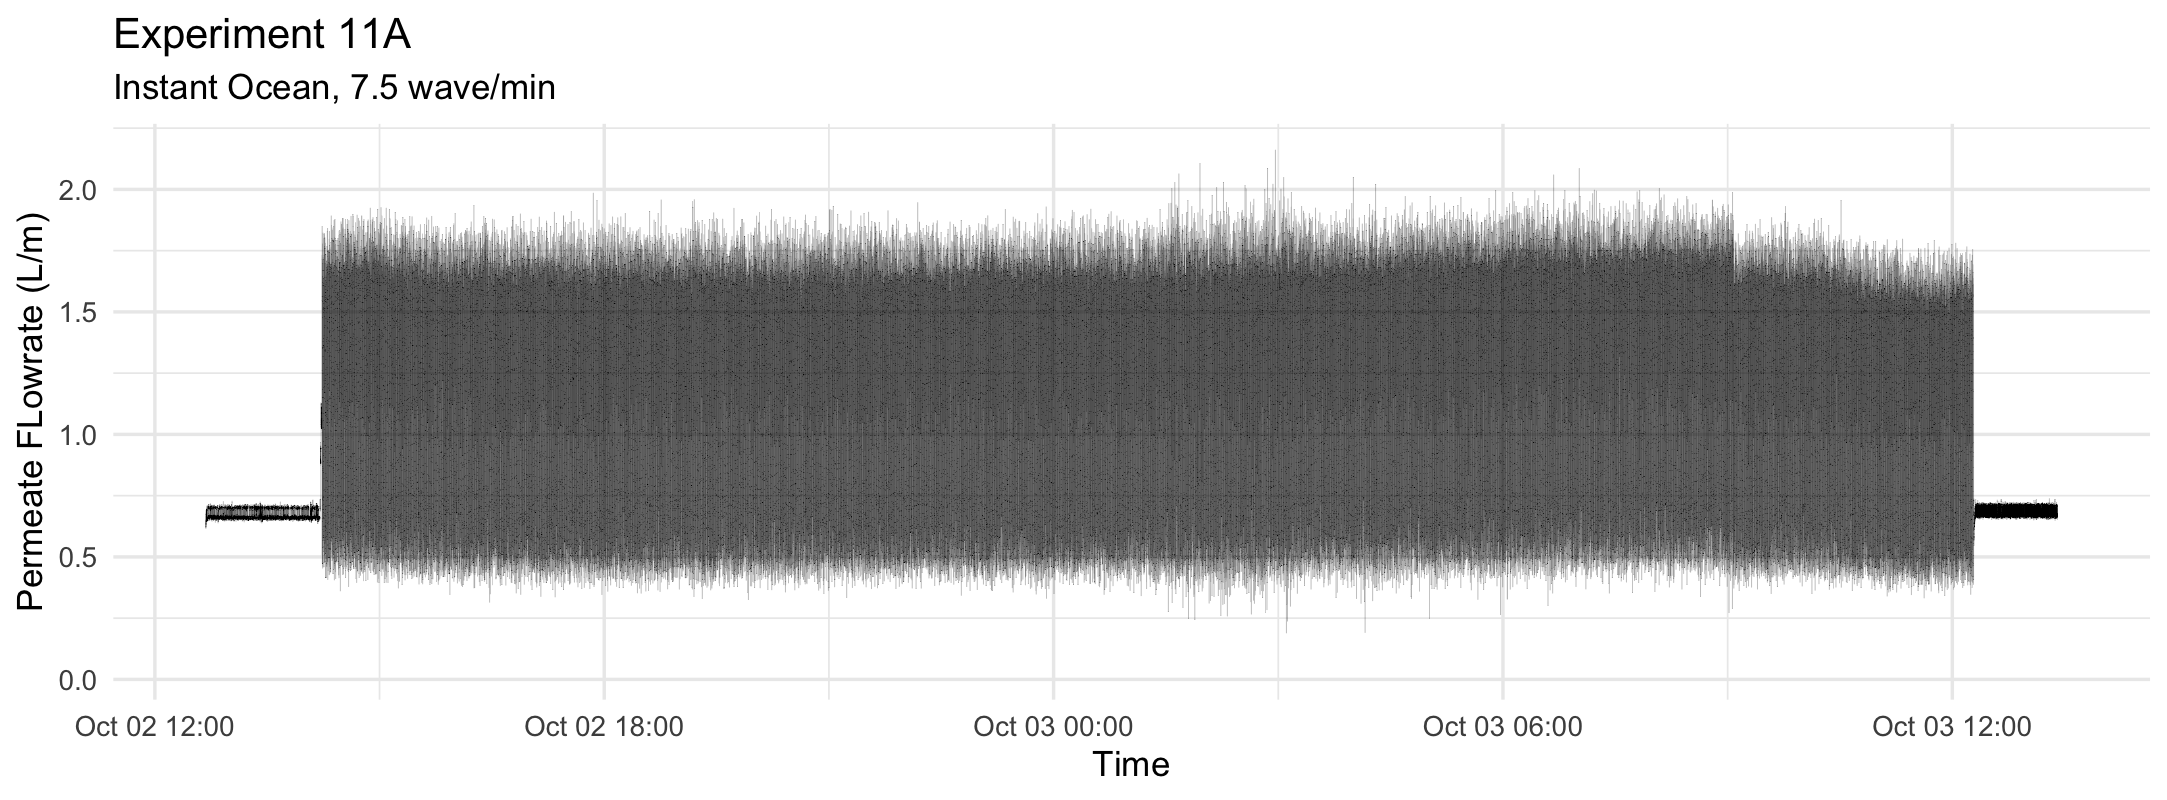 Experiment 11A
Instant Ocean, 7.5 wave/min
Permeate FLowrate (L/m)
2.0
1.5
1.0
0.5
0.0
Oct 02 12:00 Oct 02 18:00 Oct 03 00:00 Oct 03 06:00 Oct 03 12:00
Time